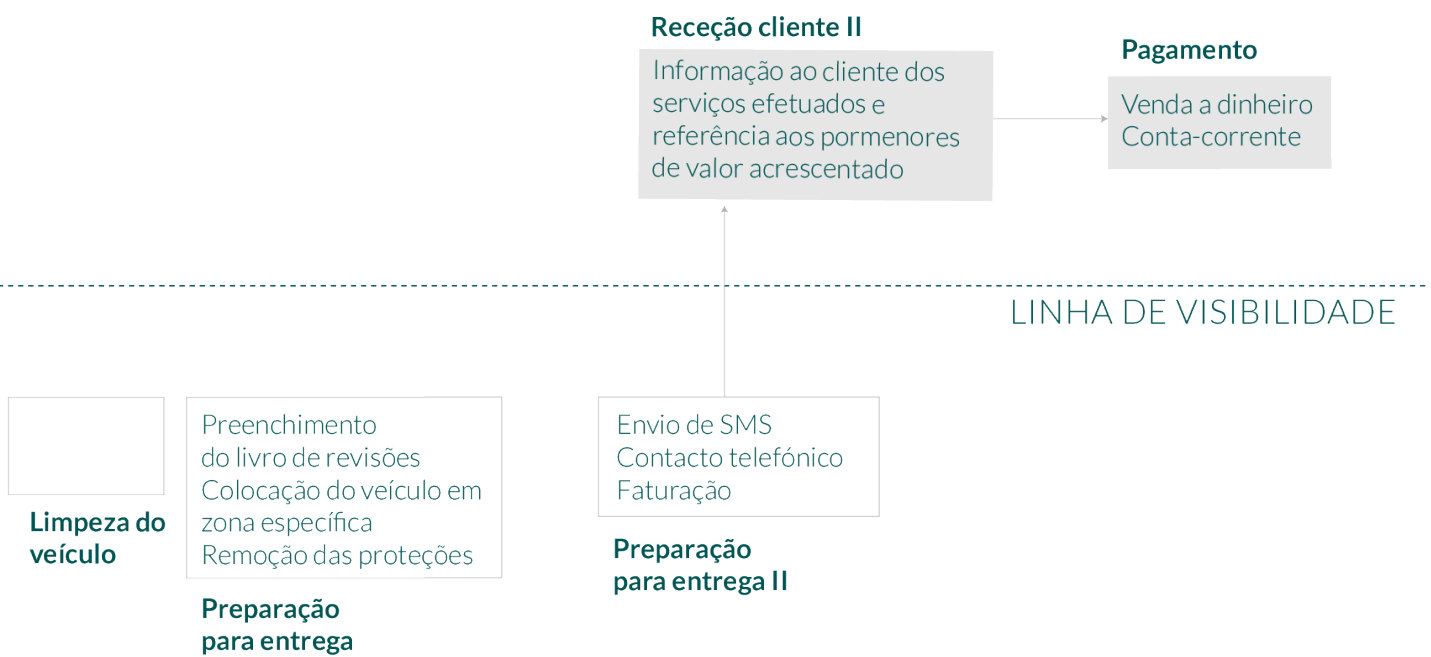 Receção cliente II
Informação ao cliente dos
serviços efetuados e
referência aos pormenores
de valor acrescentado
Pagamento
Venda a dinheiro
Conta-corrente
LINHA DE VISIBILIDADE
Limpeza do
veículo
Preenchimento
do livro de revisões
Colocação do veículo em
zona específica
Remoção das proteções
Preparação
para entrega
Envio de SMS
Contacto telefónico
Faturação
Preparação
para entrega II